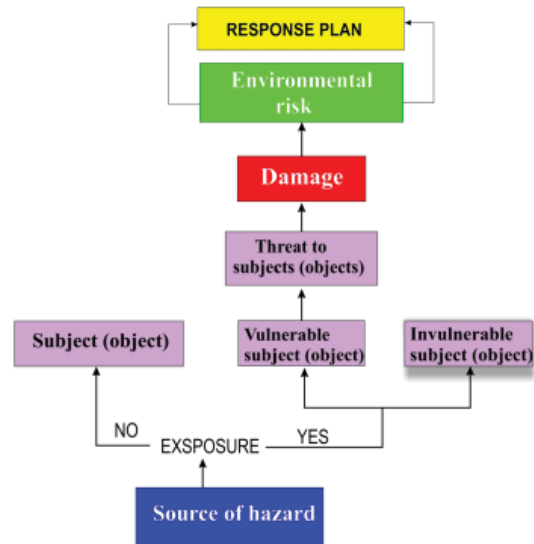 RESPONSE PLAN
Environmental
risk
Damage
Threat to
subjects (objects)
Subject (object)
Vulnerable
subject (object)
Invulnerable
subject (object)
NO
EXSPOSURE
YES
Source of hazard